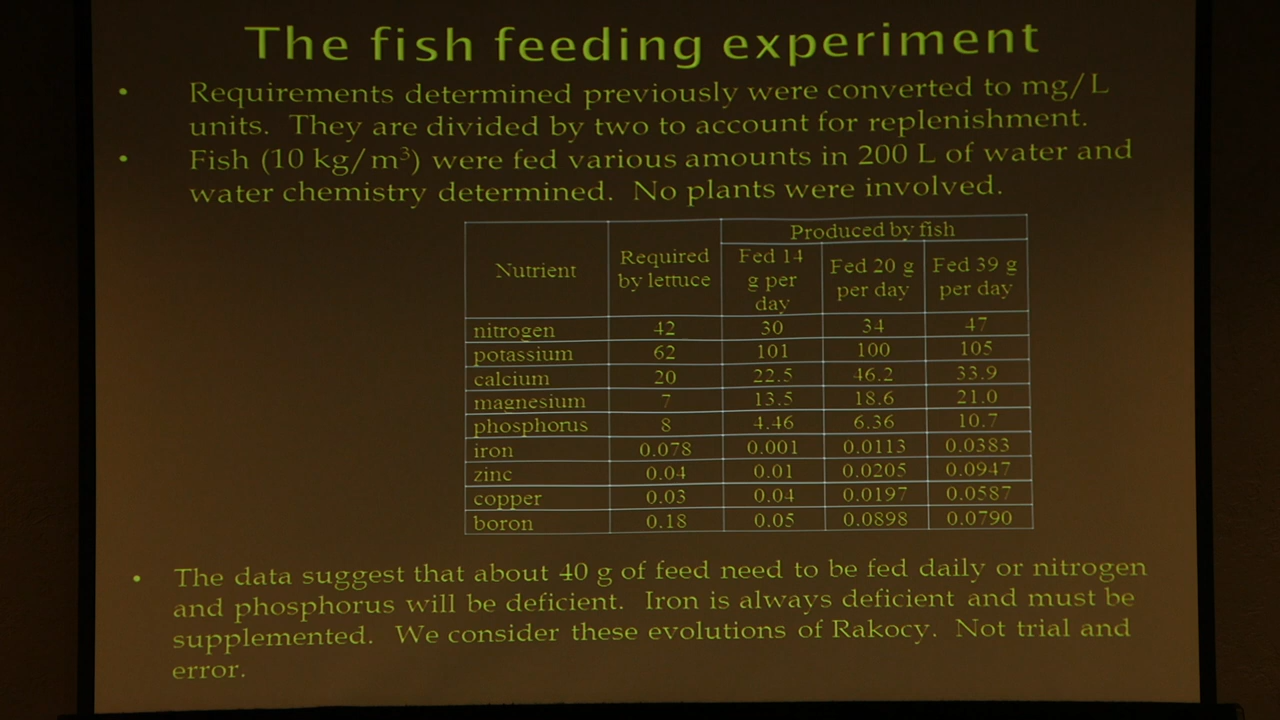 The fish feeding experiment
• Requirements determined previously were converted to mg/L
units. They are divided by two to account for replenishment.
• Fish (10 kg/m³) were fed various amounts in 200 L of water and
water chemistry determined. No plants were involved.
Nutrient | Required by lettuce | Produced by fish
Fed 14 g per day | Fed 20 g per day | Fed 39 g per day
nitrogen 42 30 34 47
potassium 62 101 100 105
calcium 20 22.5 46.2 33.9
magnesium 7 13.5 18.6 21.0
phosphorus 8 4.46 6.36 10.7
iron 0.078 0.001 0.0113 0.0383
zinc 0.04 0.01 0.0205 0.0947
copper 0.03 0.04 0.0197 0.0587
boron 0.18 0.05 0.0898 0.0790
• The data suggest that about 40 g of feed need to be fed daily or nitrogen
and phosphorus will be deficient. Iron is always deficient and must be
supplemented. We consider these evolutions of Rakocy. Not trial and
error.